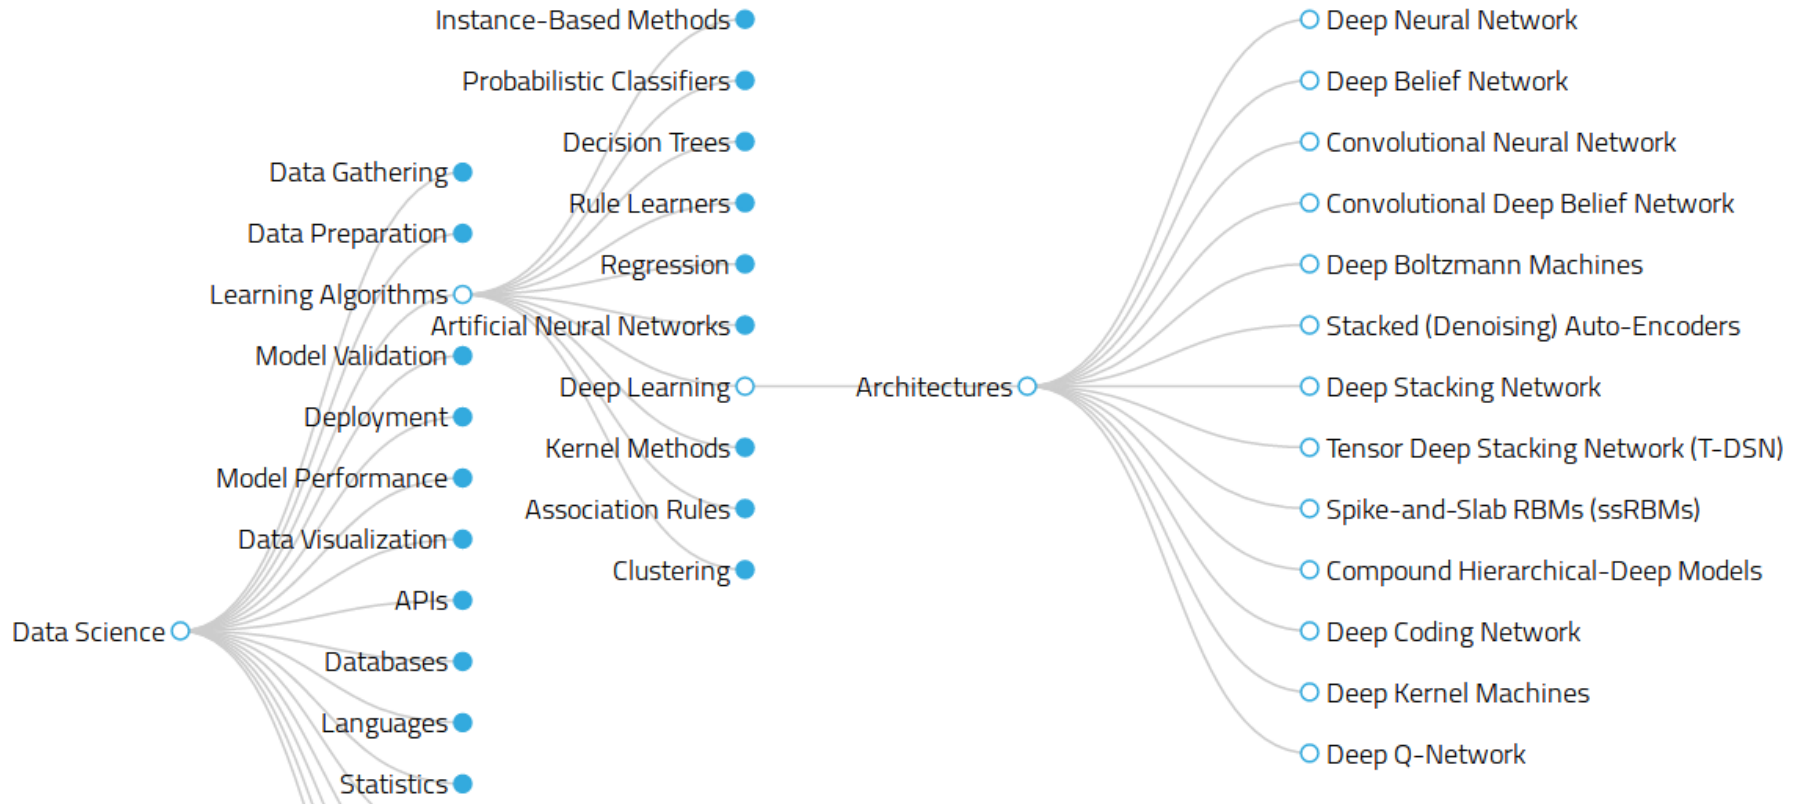 Data Science
Data Gathering
Data Preparation
Learning Algorithms
Model Validation
Deployment
Model Performance
Data Visualization
APIs
Databases
Languages
Statistics
Instance-Based Methods
Probabilistic Classifiers
Decision Trees
Rule Learners
Regression
Artificial Neural Networks
Deep Learning
Kernel Methods
Association Rules
Clustering
Architectures
Deep Neural Network
Deep Belief Network
Convolutional Neural Network
Convolutional Deep Belief Network
Deep Boltzmann Machines
Stacked (Denoising) Auto-Encoders
Deep Stacking Network
Tensor Deep Stacking Network (T-DSN)
Spike-and-Slab RBMs (ssRBMs)
Compound Hierarchical-Deep Models
Deep Coding Network
Deep Kernel Machines
Deep Q-Network